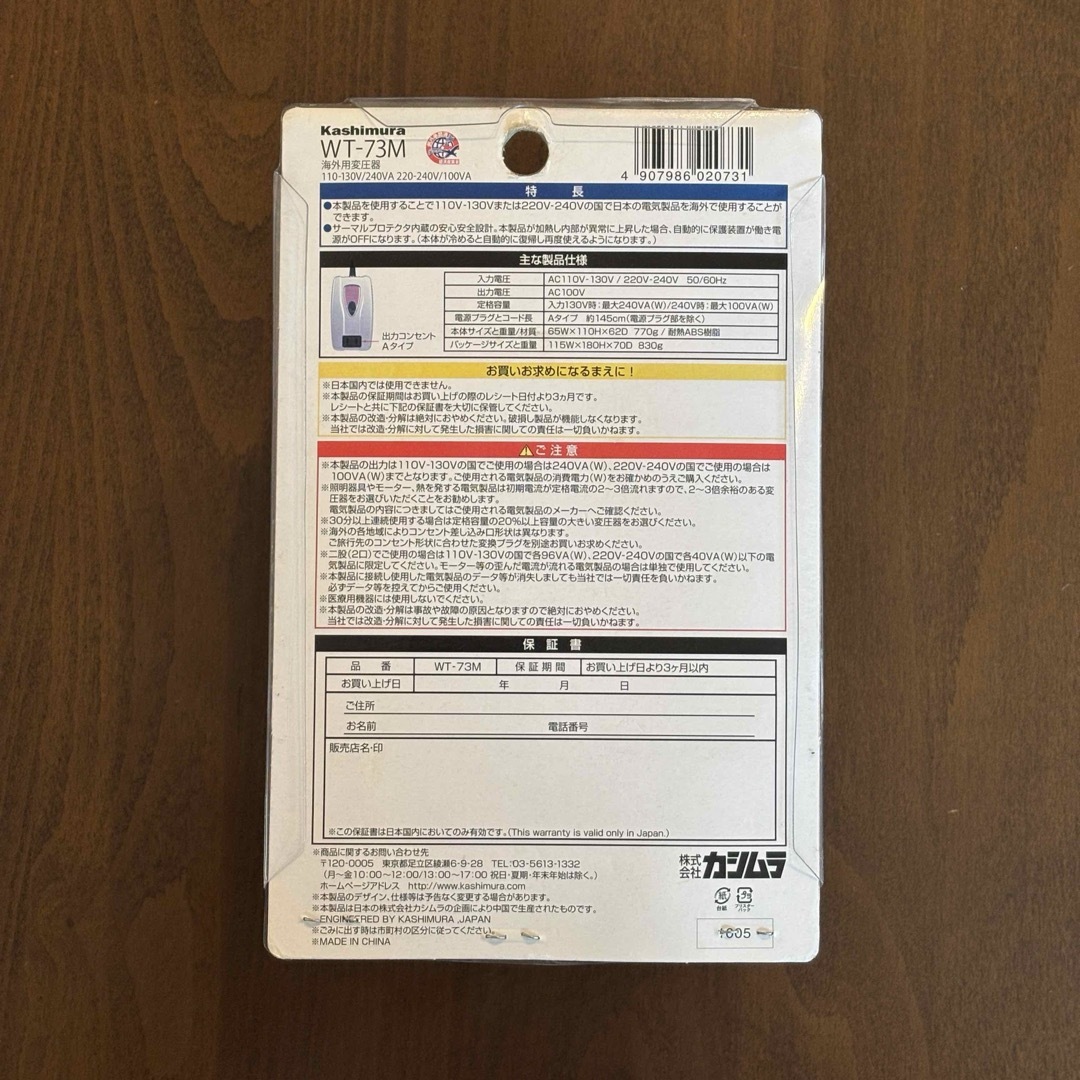 Kashimura
WT-73M
海外用変圧器
110-130V/240VA 220-240V/100VA
4 907986 020731
特 長
●本製品を使用することで110V-130Vまたは220V-240Vの国で日本の電気製品を海外で使用することが
できます。
●サーマルプロテクタ内蔵の安心安全設計。本製品が加熱し内部が異常に上昇した場合、自動的に保護装置が働き電
源がOFFになります。(本体が冷めると自動的に復帰し再度使えるようになります。)
主な製品仕様
入力電圧 AC110V-130V / 220V-240V 50/60Hz
出力電圧 AC100V
定格容量 入力130V時:最大240VA(W)/240V時:最大100VA(W)
電源プラグとコード長 Aタイプ 約145cm(電源プラグ部を除く)
本体サイズと重量/材質 65W×110H×62D 770g / 耐熱ABS樹脂
パッケージサイズと重量 115W×180H×70D 830g
出力コンセント
Aタイプ
お買いお求めになるまえに!
※日本国内では使用できません。
※本製品の保証期間はお買い上げの際のレシート日付より3ヵ月です。
レシートと共に下記の保証書を大切に保管してください。
※本製品の改造・分解は絶対におやめください。破損し製品が機能しなくなります。
当社では改造・分解に対して発生した損害に関しての責任は一切負いかねます。
ご注意
※本製品の出力は110V-130Vの国でご使用の場合は240VA(W)、220V-240Vの国でご使用の場合は
100VA(W)までとなります。ご使用される電気製品の消費電力(W)をお確かめのうえご購入ください。
※照明器具やモーター、熱を発する電気製品は初期電流が定格電流の2〜3倍流れますので、2〜3倍余裕のある変
圧器をお選びいただくことをお勧めします。
電気製品の内容につきましてはご使用される電気製品のメーカーへご確認ください。
※30分以上連続使用する場合は定格容量の20%以上容量の大きい変圧器をお選びください。
※海外の各地域によりコンセント差し込み口形状は異なります。
ご旅行先のコンセント形状に合わせた変換プラグを別途お買いお求めください。
※二股(2口)でご使用の場合は110V-130Vの国で各96VA(W)、220V-240Vの国で各40VA(W)以下の電
気製品に限定してください。モーター等の歪んだ電流が流れる電気製品の場合は単独で使用してください。
※本製品に接続し使用した電気製品のデータ等が消失しましても当社では一切責任を負いかねます。
必ずデータ等を控えてからご使用ください。
※医療用機器には使用しないでください。
※本製品の改造・分解は事故や故障の原因となりますので絶対におやめください。
当社では改造・分解に対して発生した損害に関しての責任は一切負いかねます。
保 証 書
品 番 WT-73M 保証期間 お買い上げ日より3ヶ月以内
お買い上げ日 年 月 日
ご住所
お名前 電話番号
販売店名・印
※この保証書は日本国内においてのみ有効です。(This warranty is valid only in Japan.)
※商品に関するお問い合わせ先
〒120-0005 東京都足立区綾瀬6-9-28 TEL:03-5613-1332
(月〜金10:00〜12:00/13:00〜17:00 祝日・夏期・年末年始は除く。)
ホームページアドレス http://www.kashimura.com
※本製品のデザイン、仕様等は予告なく変更する場合があります。
※本製品は日本の株式会社カシムラの企画により中国で生産されたものです。
ENGINEERED BY KASHIMURA ,JAPAN
※ごみに出す時は市町村の区分に従ってください。
※MADE IN CHINA
株式会社 カシムラ
紙
台紙
プラ
ブリスターパック